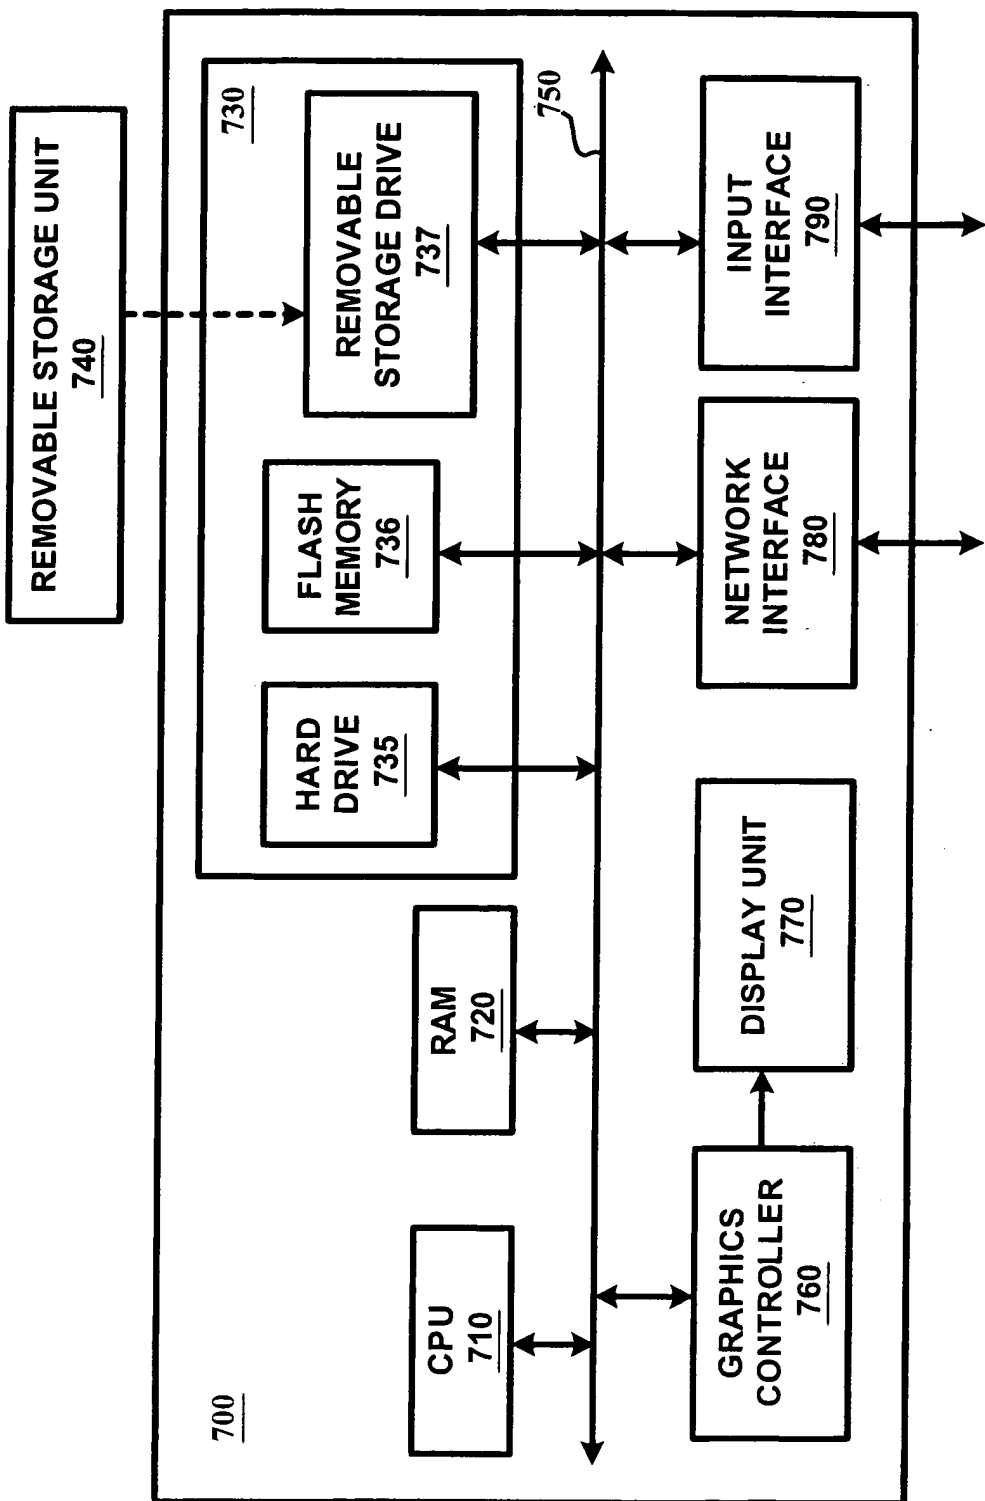 700
CPU
710
RAM
720
730
HARD
DRIVE
735
FLASH
MEMORY
736
REMOVABLE
STORAGE DRIVE
737
REMOVABLE STORAGE UNIT
740
750
GRAPHICS
CONTROLLER
760
DISPLAY UNIT
770
NETWORK
INTERFACE
780
INPUT
INTERFACE
790